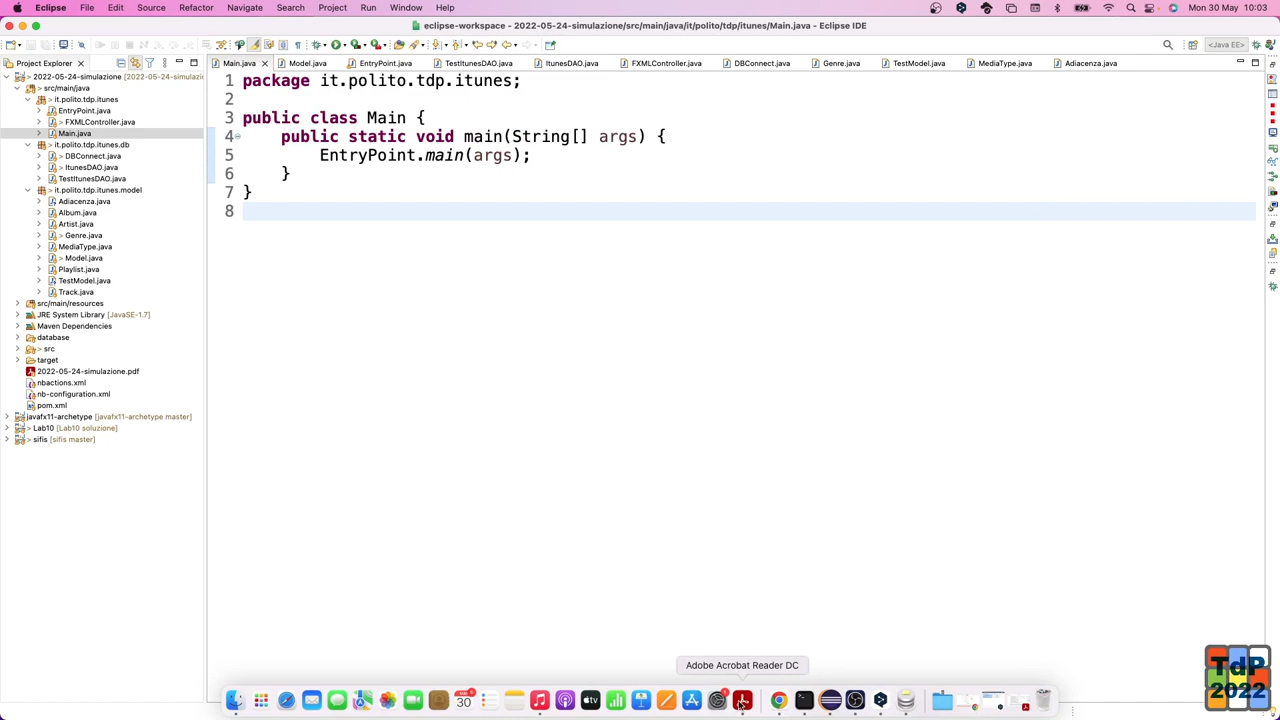 Eclipse File Edit Source Refactor Navigate Search Project Run Window Help Mon 30 May 10:03
eclipse-workspace - 2022-05-24-simulazione/src/main/java/it/polito/tdp/itunes/Main.java - Eclipse IDE
<Java EE>
Project Explorer
Main.java Model.java EntryPoint.java TestItunesDAO.java ItunesDAO.java FXMLController.java DBConnect.java Genre.java TestModel.java MediaType.java Adiacenza.java
> 2022-05-24-simulazione [2022-05-24-simulazione
> src/main/java
> it.polito.tdp.itunes
EntryPoint.java
> FXMLController.java
Main.java
> it.polito.tdp.itunes.db
DBConnect.java
> ItunesDAO.java
TestItunesDAO.java
> it.polito.tdp.itunes.model
Adiacenza.java
Album.java
Artist.java
> Genre.java
MediaType.java
> Model.java
Playlist.java
TestModel.java
Track.java
src/main/resources
JRE System Library [JavaSE-1.7]
Maven Dependencies
database
> src
target
2022-05-24-simulazione.pdf
nbactions.xml
nb-configuration.xml
pom.xml
javafx11-archetype [javafx11-archetype master]
> Lab10 [Lab10 soluzione]
> sifis [sifis master]
1 package it.polito.tdp.itunes;
2
3 public class Main {
4 public static void main(String[] args) {
5 EntryPoint.main(args);
6 }
7 }
8
Adobe Acrobat Reader DC
MAG
30
TdP
2022